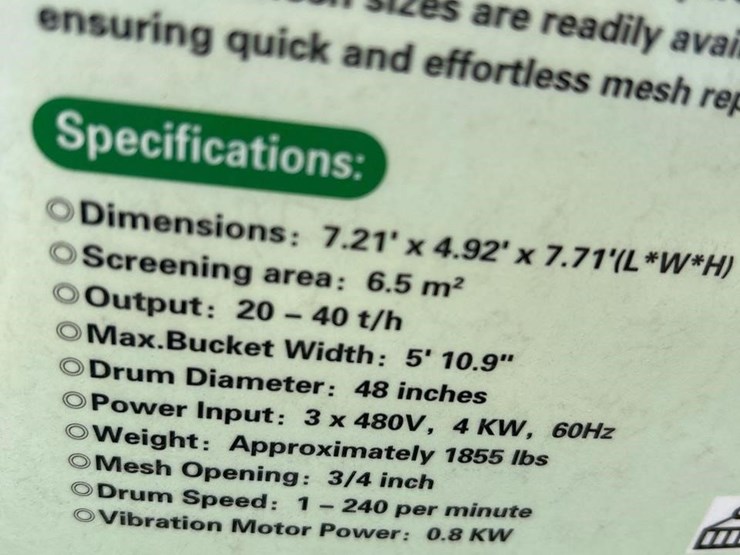 sizes are readily
ensuring quick and effortless mesh
Specifications:
◎Dimensions: 7.21' x 4.92' x 7.71'(L*W*H)
◎Screening area: 6.5 m²
◎Output: 20 – 40 t/h
◎Max.Bucket Width: 5' 10.9"
◎Drum Diameter: 48 inches
◎Power Input: 3 x 480V, 4 KW, 60Hz
◎Weight: Approximately 1855 lbs
◎Mesh Opening: 3/4 inch
◎Drum Speed: 1 – 240 per minute
◎Vibration Motor Power: 0.8 KW